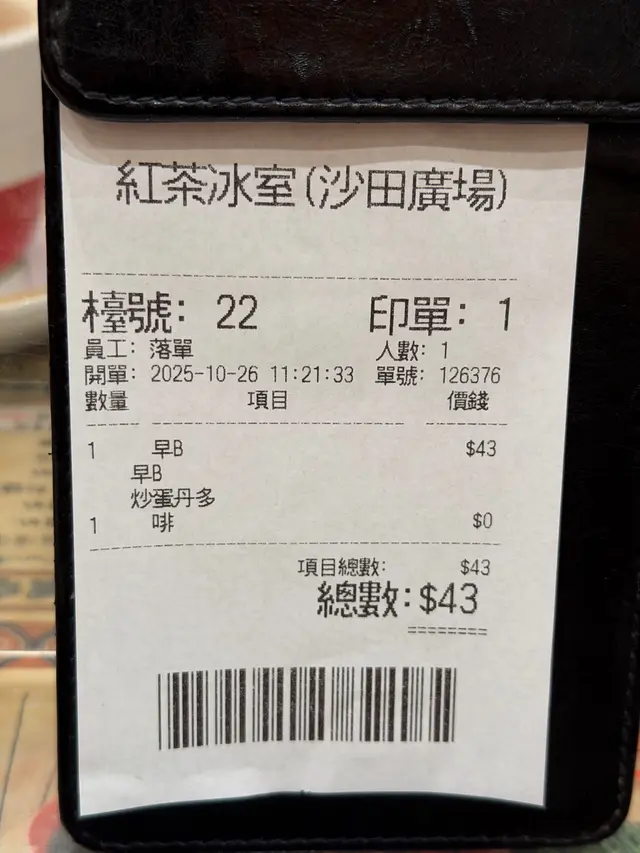 紅茶冰室(沙田廣場)
檯號: 22 印單: 1
員工: 落單 人數: 1
開單: 2025-10-26 11:21:33 單號: 126376
數量 項目 價錢
1 早B $43
早B
炒蛋丹多
1 啡 $0
項目總數: $43
總數: $43